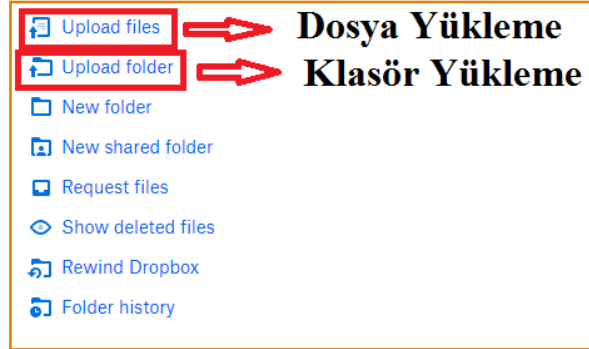 Upload files Dosya Yükleme
Upload folder Klasör Yükleme
New folder
New shared folder
Request files
Show deleted files
Rewind Dropbox
Folder history